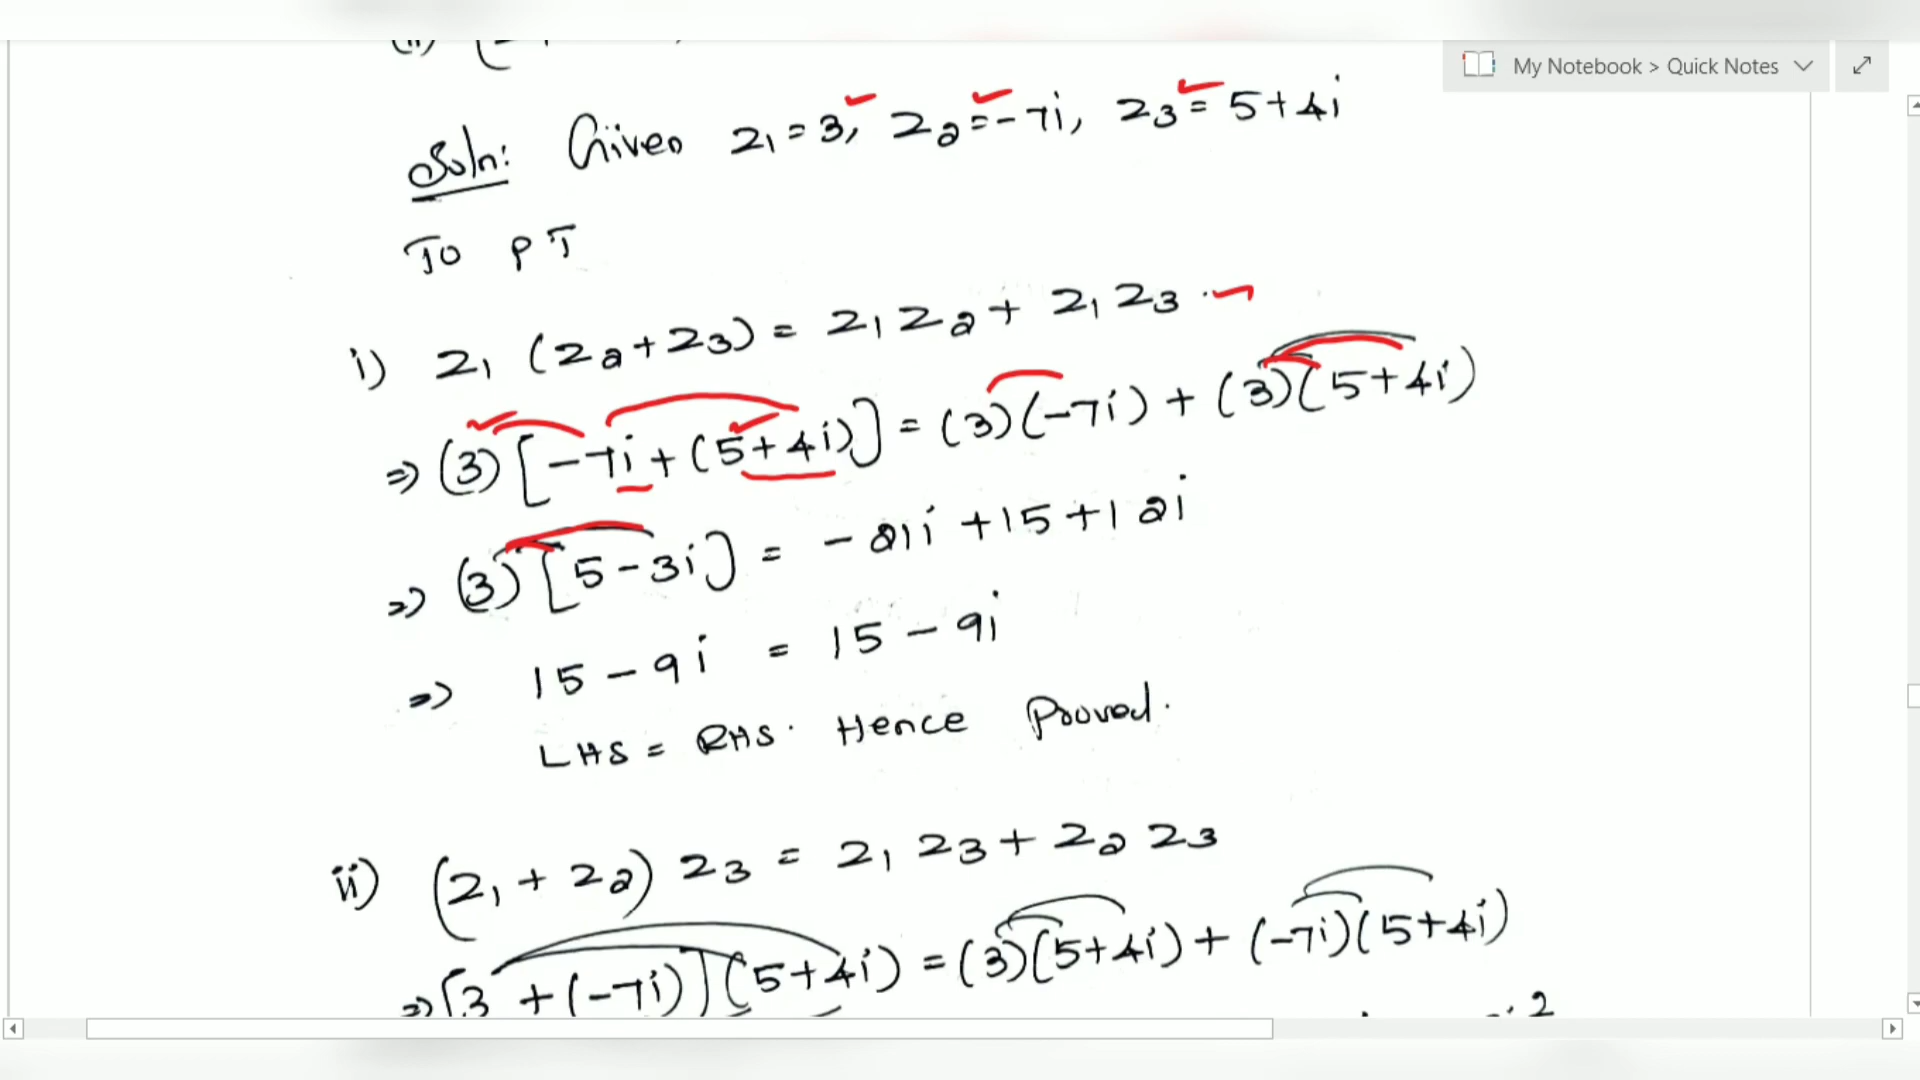 My Notebook > Quick Notes
(ii)
Soln: Given z₁ = 3, z₂ = -7i, z₃ = 5+4i
To PT
i) z₁ (z₂+z₃) = z₁z₂ + z₁z₃.
⇒ (3) [-7i + (5+4i)] = (3)(-7i) + (3)(5+4i)
⇒ (3) [5-3i] = -21i +15+12i
⇒ 15-9i = 15-9i
LHS = RHS. Hence Proved.
ii) (z₁ + z₂) z₃ = z₁ z₃ + z₂ z₃
⇒ [3 + (-7i)] (5+4i) = (3)(5+4i) + (-7i)(5+4i)